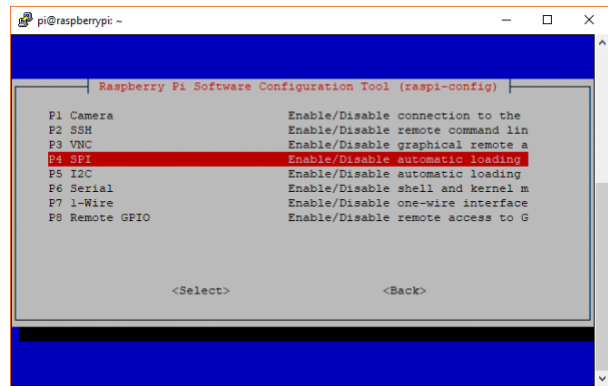 pi@raspberrypi: ~
Raspberry Pi Software Configuration Tool (raspi-config)
P1 Camera Enable/Disable connection to the
P2 SSH Enable/Disable remote command lin
P3 VNC Enable/Disable graphical remote a
P4 SPI Enable/Disable automatic loading
P5 I2C Enable/Disable automatic loading
P6 Serial Enable/Disable shell and kernel m
P7 1-Wire Enable/Disable one-wire interface
P8 Remote GPIO Enable/Disable remote access to G
<Select> <Back>